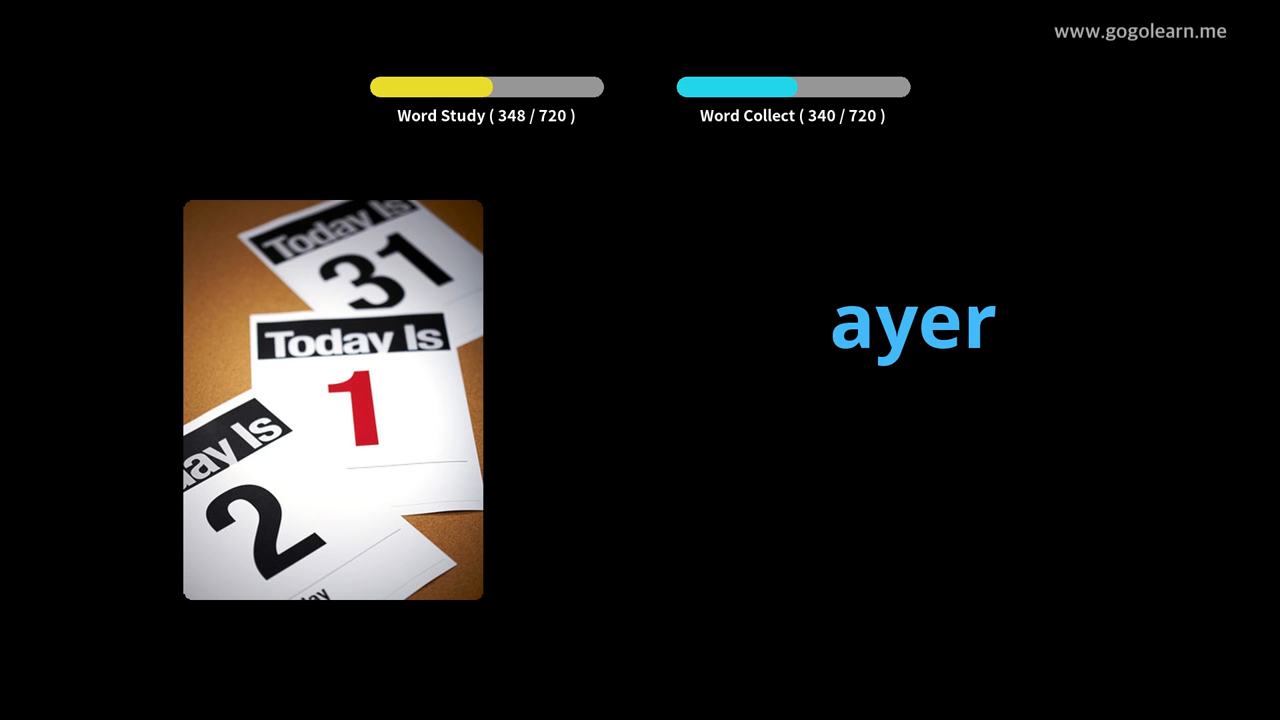 www.gogolearn.me
Word Study ( 348 / 720 )
Word Collect ( 340 / 720 )
Today Is
31
Today Is
1
ayer
ay Is
2
ay